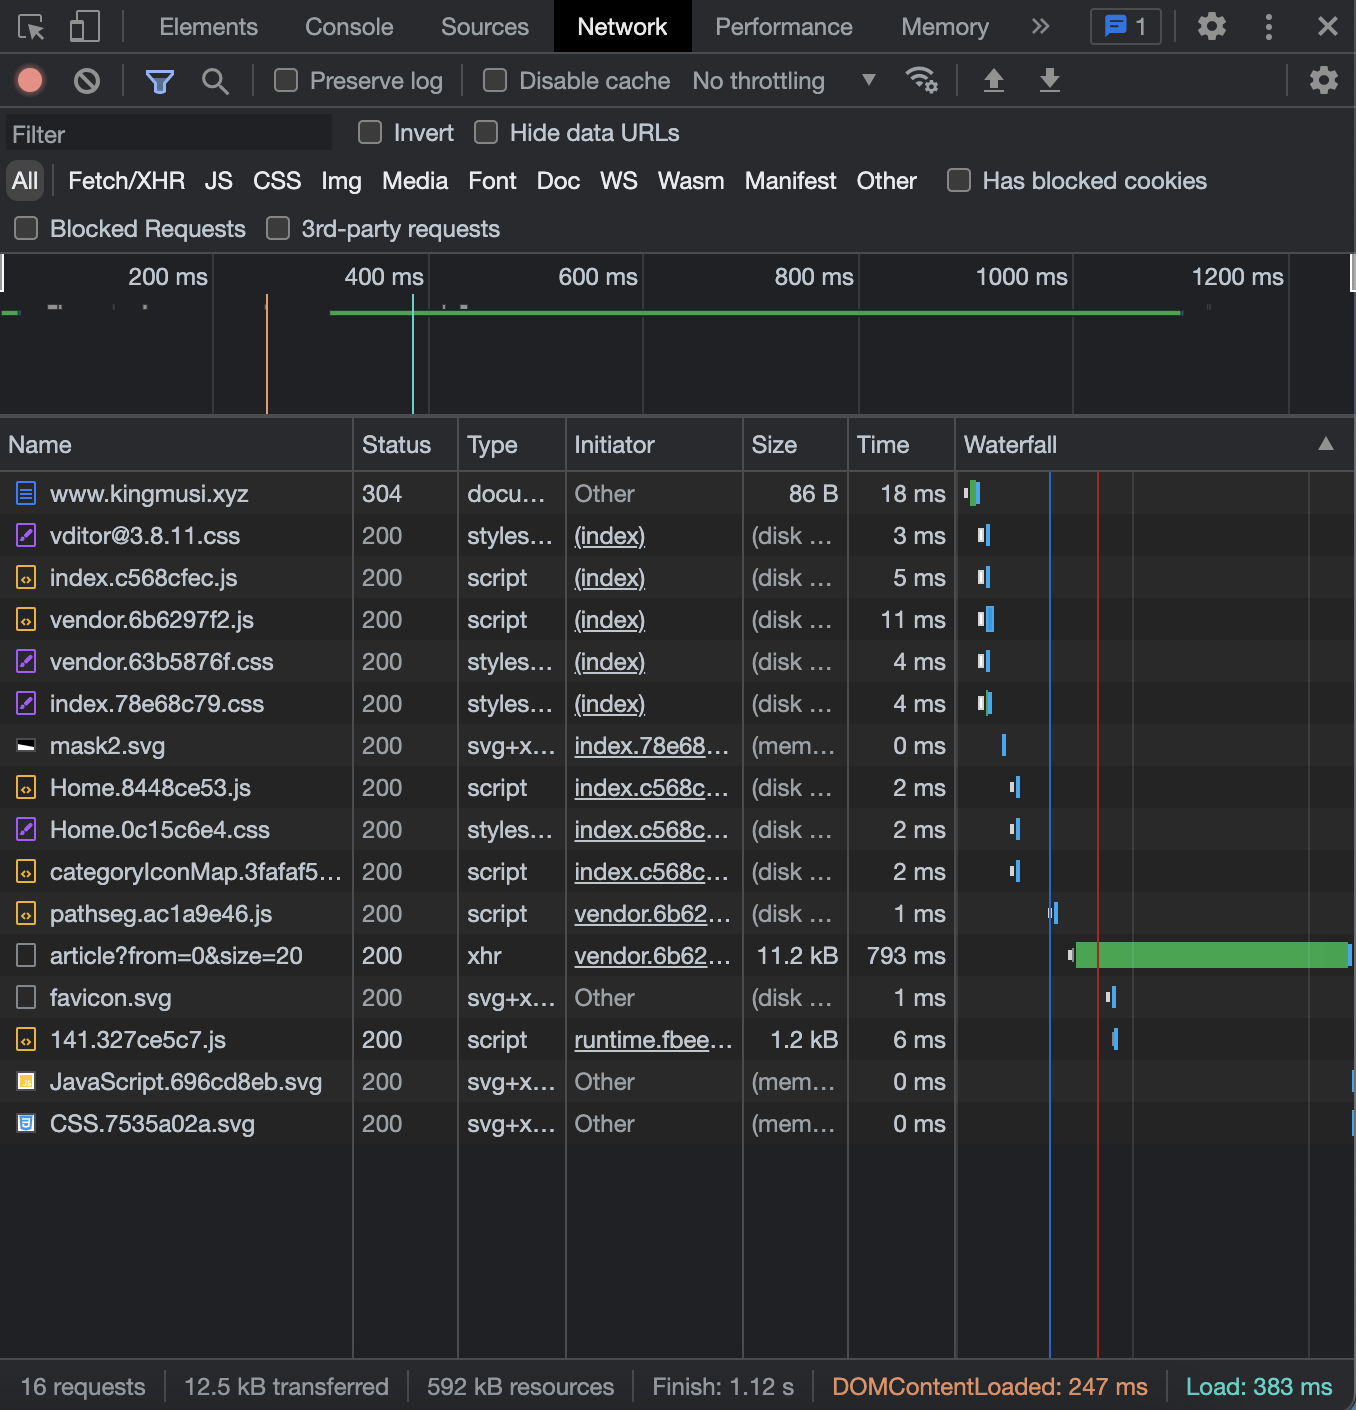 Elements Console Sources Network Performance Memory » 1
Preserve log Disable cache No throttling
Filter Invert Hide data URLs
All Fetch/XHR JS CSS Img Media Font Doc WS Wasm Manifest Other Has blocked cookies
Blocked Requests 3rd-party requests
200 ms 400 ms 600 ms 800 ms 1000 ms 1200 ms
Name Status Type Initiator Size Time Waterfall
www.kingmusi.xyz 304 docu... Other 86 B 18 ms
vditor@3.8.11.css 200 styles... (index) (disk ... 3 ms
index.c568cfec.js 200 script (index) (disk ... 5 ms
vendor.6b6297f2.js 200 script (index) (disk ... 11 ms
vendor.63b5876f.css 200 styles... (index) (disk ... 4 ms
index.78e68c79.css 200 styles... (index) (disk ... 4 ms
mask2.svg 200 svg+x... index.78e68... (mem... 0 ms
Home.8448ce53.js 200 script index.c568c... (disk ... 2 ms
Home.0c15c6e4.css 200 styles... index.c568c... (disk ... 2 ms
categoryIconMap.3fafaf5... 200 script index.c568c... (disk ... 2 ms
pathseg.ac1a9e46.js 200 script vendor.6b62... (disk ... 1 ms
article?from=0&size=20 200 xhr vendor.6b62... 11.2 kB 793 ms
favicon.svg 200 svg+x... Other (disk ... 1 ms
141.327ce5c7.js 200 script runtime.fbee... 1.2 kB 6 ms
JavaScript.696cd8eb.svg 200 svg+x... Other (mem... 0 ms
CSS.7535a02a.svg 200 svg+x... Other (mem... 0 ms
16 requests 12.5 kB transferred 592 kB resources Finish: 1.12 s DOMContentLoaded: 247 ms Load: 383 ms